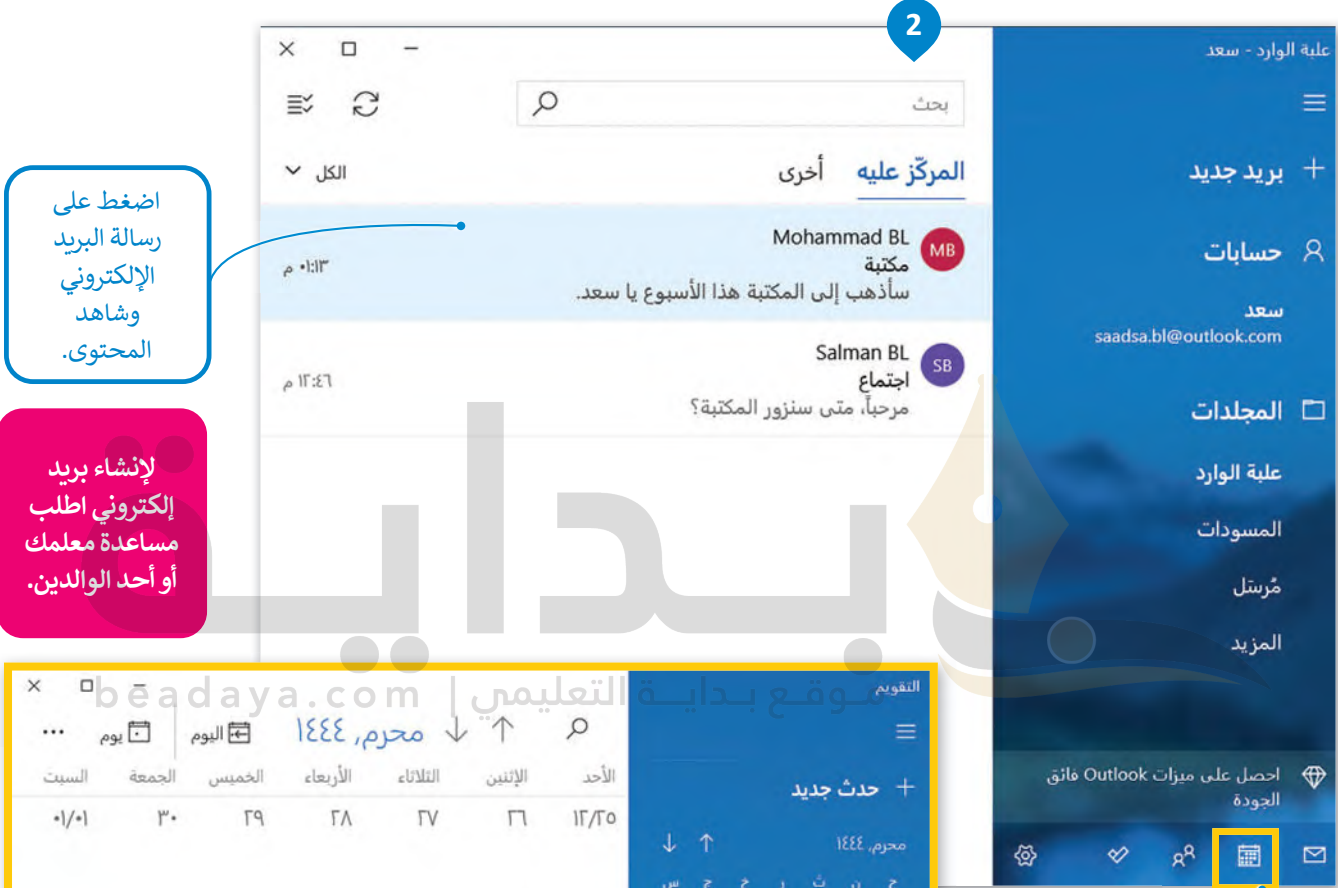 2
علبة الوارد - سعد
بريد جديد
حسابات
سعد
saadsa.bl@outlook.com
المجلدات
علبة الوارد
المسودات
مُرسَل
المزيد
احصل على ميزات Outlook فائق
الجودة
بحث
المركّز عليه أخرى الكل
Mohammad BL
MB
مكتبة
٠١:١٣ م
سأذهب إلى المكتبة هذا الأسبوع يا سعد.
Salman BL
SB
اجتماع
١٢:٤٦ م
مرحباً، متى سنزور المكتبة؟
اضغط على
رسالة البريد
الإلكتروني
وشاهد
المحتوى.
لإنشاء بريد
إلكتروني اطلب
مساعدة معلمك
أو أحد الوالدين.
بداية
موقع بداية التعليمي | beadaya.com
التقويم
حدث جديد
محرم, ١٤٤٤
ح ن ث ر خ ج س
محرم, ١٤٤٤ اليوم يوم ...
الأحد الإثنين الثلاثاء الأربعاء الخميس الجمعة السبت
١٢/٢٥ ٢٦ ٢٧ ٢٨ ٢٩ ٣٠ ٠١/٠١